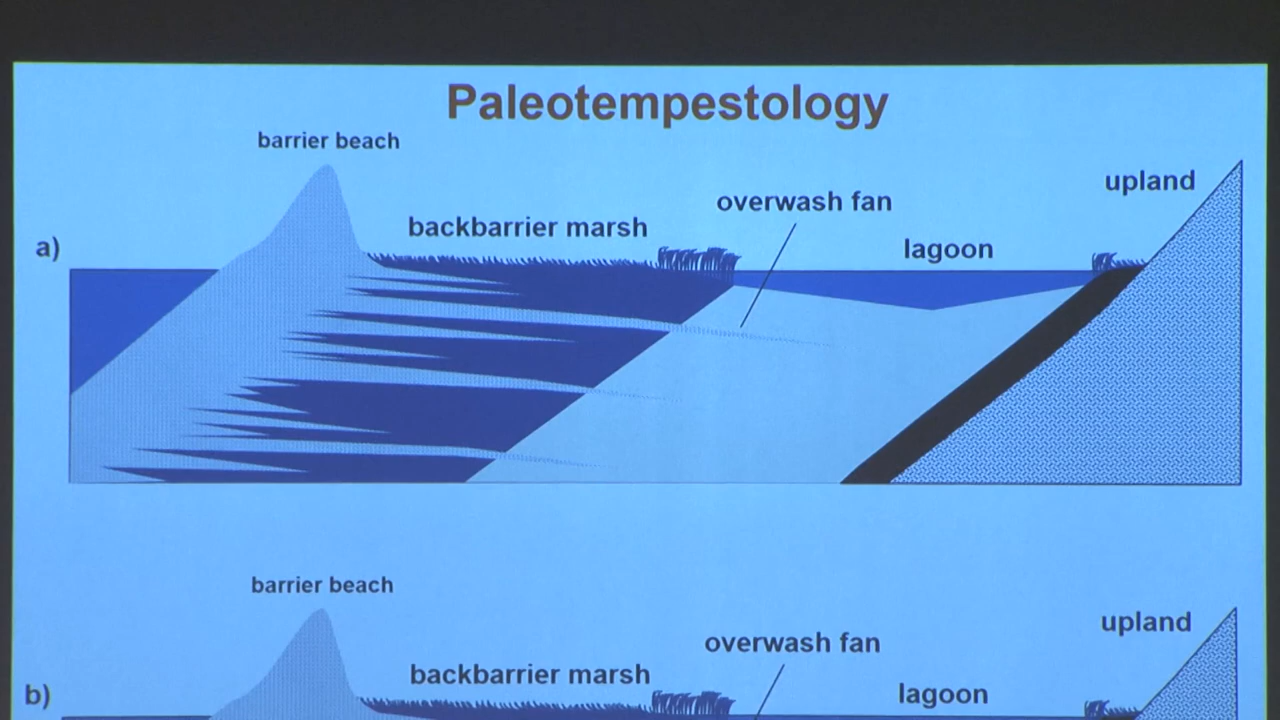 Paleotempestology
barrier beach
upland
overwash fan
backbarrier marsh
a)
lagoon
barrier beach
upland
overwash fan
backbarrier marsh
b)
lagoon